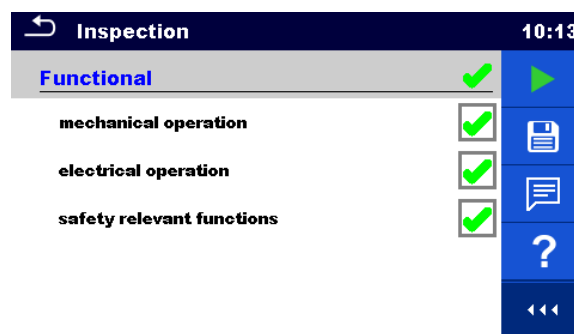 Inspection
10:13
Functional
mechanical operation
electrical operation
safety relevant functions
?